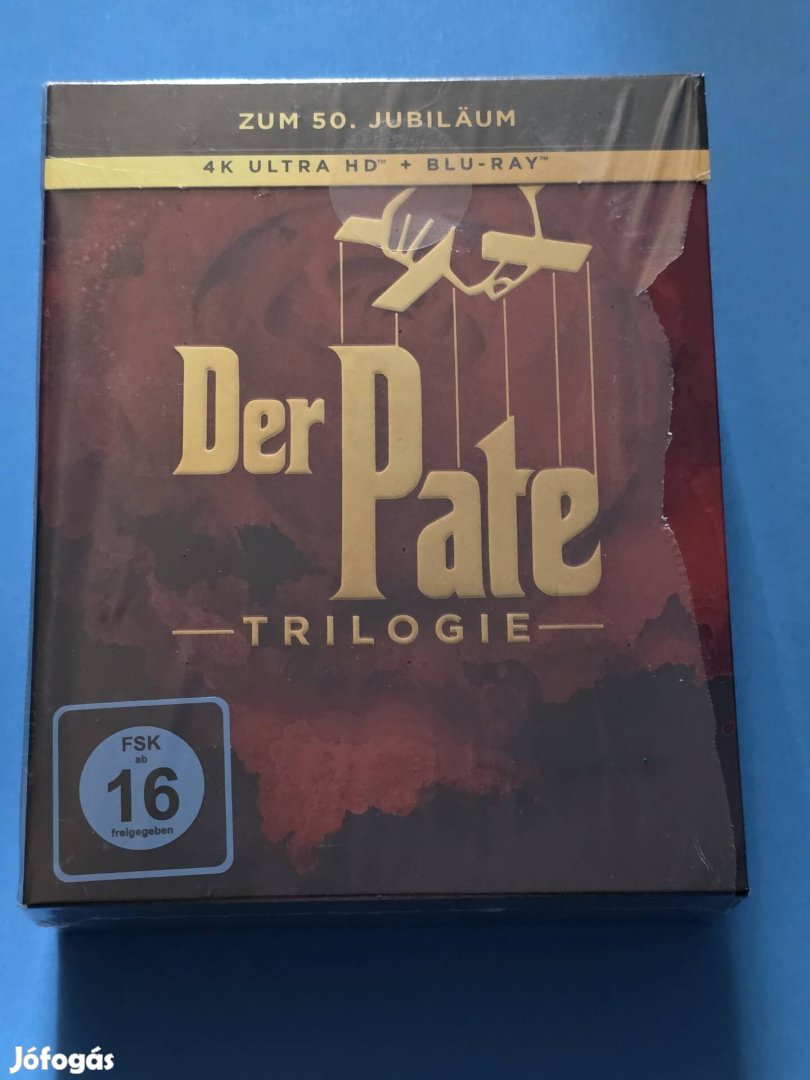 ZUM 50. JUBILÄUM
4K ULTRA HD™ + BLU-RAY™
Der Pate
TRILOGIE
FSK
ab
16
freigegeben
Jófogás